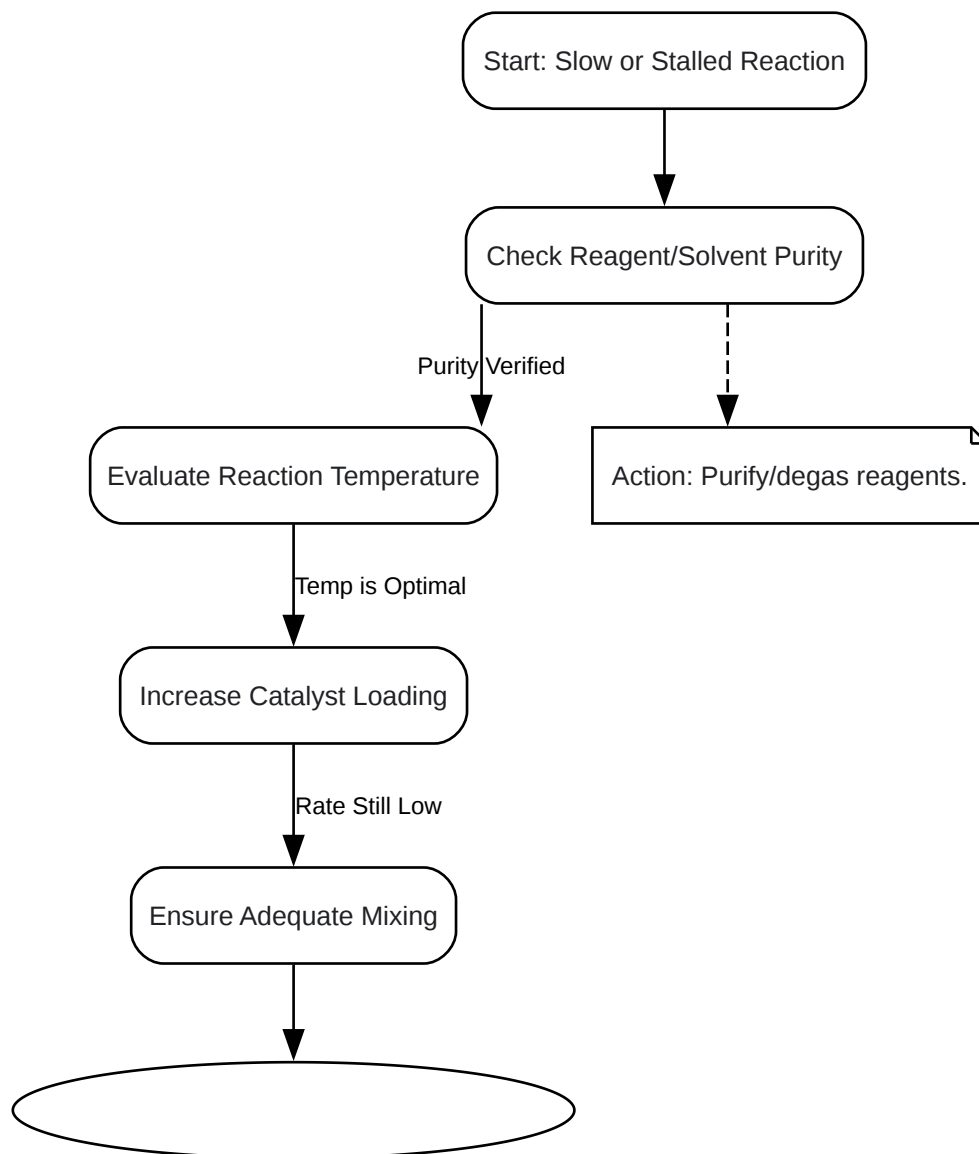 Start: Slow or Stalled Reaction
Check Reagent/Solvent Purity
Purity Verified
Evaluate Reaction Temperature
Action: Purify/degas reagents.
Temp is Optimal
Increase Catalyst Loading
Rate Still Low
Ensure Adequate Mixing